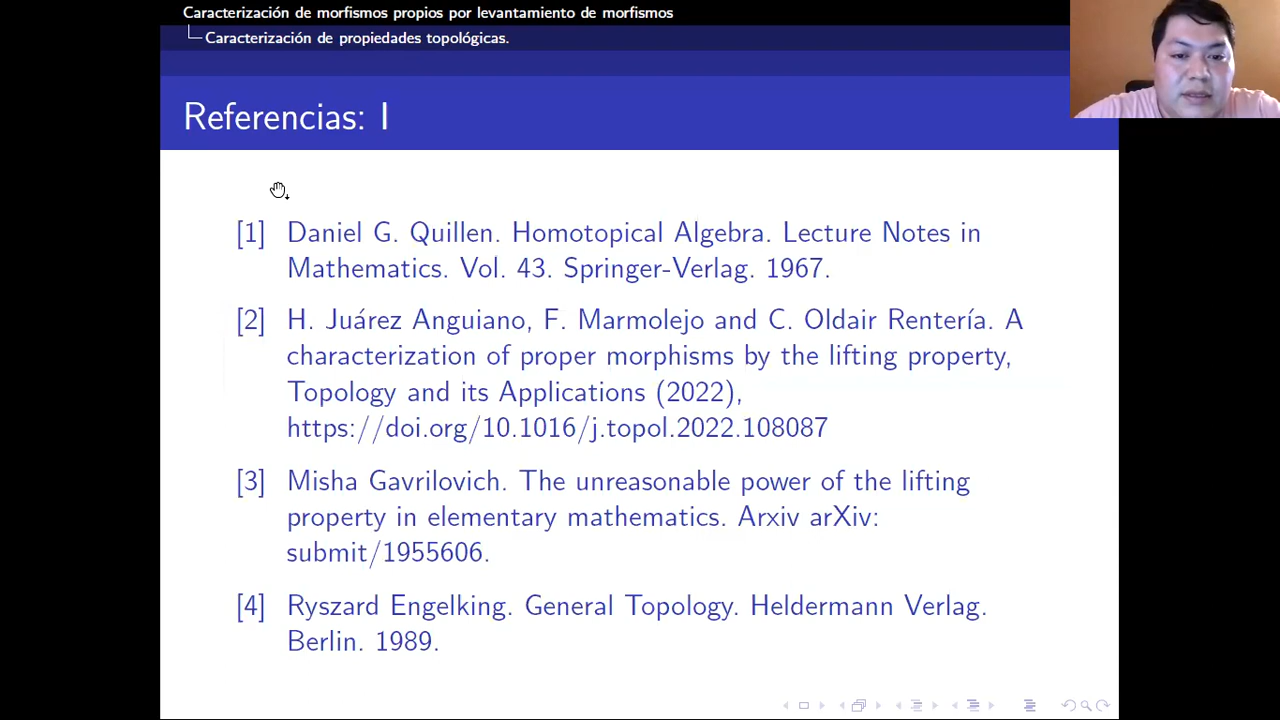 Caracterización de morfismos propios por levantamiento de morfismos
Caracterización de propiedades topológicas.
Referencias: I
[1] Daniel G. Quillen. Homotopical Algebra. Lecture Notes in
Mathematics. Vol. 43. Springer-Verlag. 1967.
[2] H. Juárez Anguiano, F. Marmolejo and C. Oldair Rentería. A
characterization of proper morphisms by the lifting property,
Topology and its Applications (2022),
https://doi.org/10.1016/j.topol.2022.108087
[3] Misha Gavrilovich. The unreasonable power of the lifting
property in elementary mathematics. Arxiv arXiv:
submit/1955606.
[4] Ryszard Engelking. General Topology. Heldermann Verlag.
Berlin. 1989.